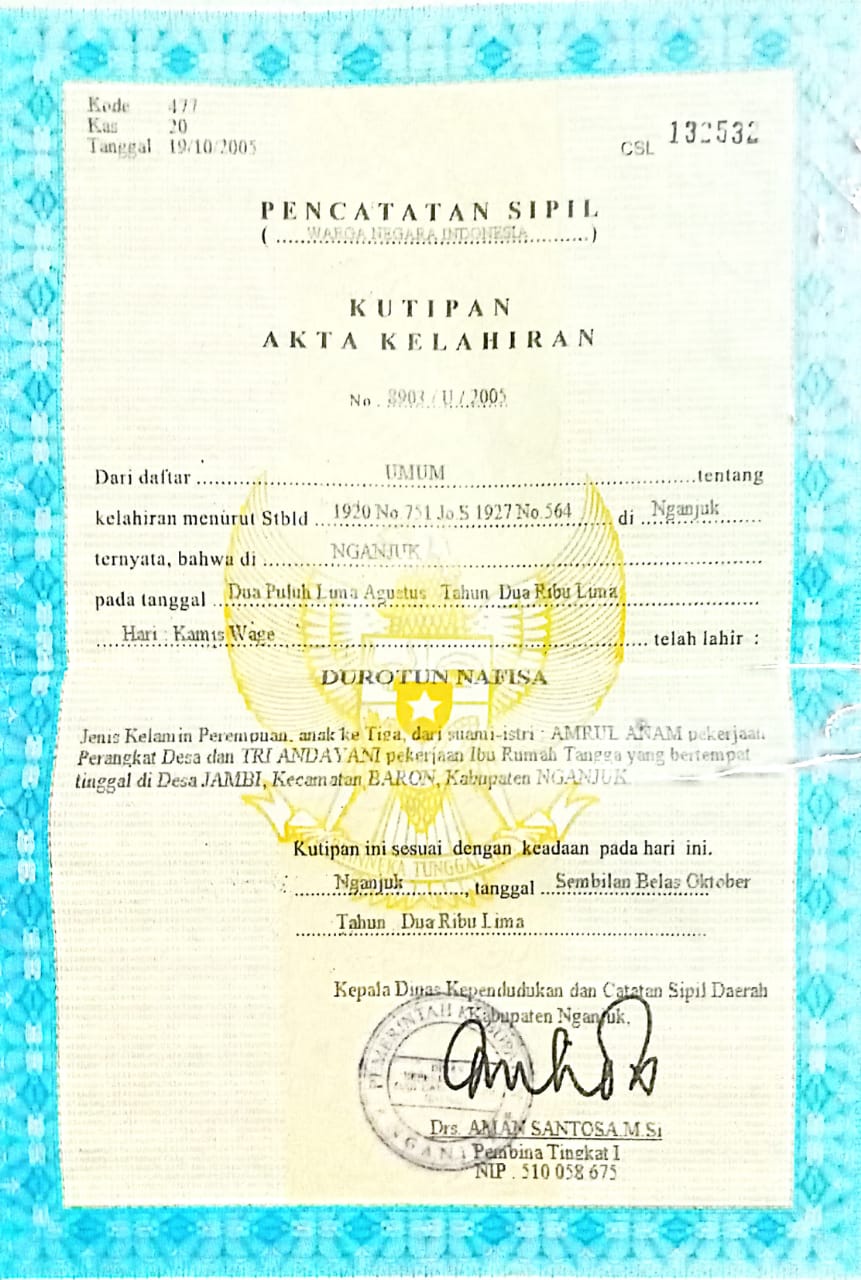 Kode 477
Kas 20
Tanggal 19/10/2005
CSL 132532
PENCATATAN SIPIL
( ......WARGA NEGARA INDONESIA............)
KUTIPAN
AKTA KELAHIRAN
No . 8903 / U / 2005
Dari daftar ............ UMUM ............ tentang
kelahiran menurut Stbld ... 1920 No 751 Jo.S 1927 No.564 ...... di ... Nganjuk ......
ternyata, bahwa di ............ NGANJUK ............
pada tanggal ... Dua Puluh Lima Agustus Tahun Dua Ribu Lima ............
...... Hari : Kamis Wage ............ telah lahir :
DUROTUN NAFISA
Jenis Kelamin Perempuan, anak ke Tiga, dari suami-istri : AMRUL ANAM pekerjaan
Perangkat Desa dan TRI ANDAYANI pekerjaan Ibu Rumah Tangga yang bertempat
tinggal di Desa JAMBI, Kecamatan BARON, Kabupaten NGANJUK.
Kutipan ini sesuai dengan keadaan pada hari ini.
...... Nganjuk ......, tanggal ... Sembilan Belas Oktober
...... Tahun Dua Ribu Lima ............
Kepala Dinas Kependudukan dan Catatan Sipil Daerah
Kabupaten Nganjuk,
PEMERINTAH
NGANJUK
Drs. AMAN SANTOSA.M.Si
Pembina Tingkat I
NIP . 510 058 675